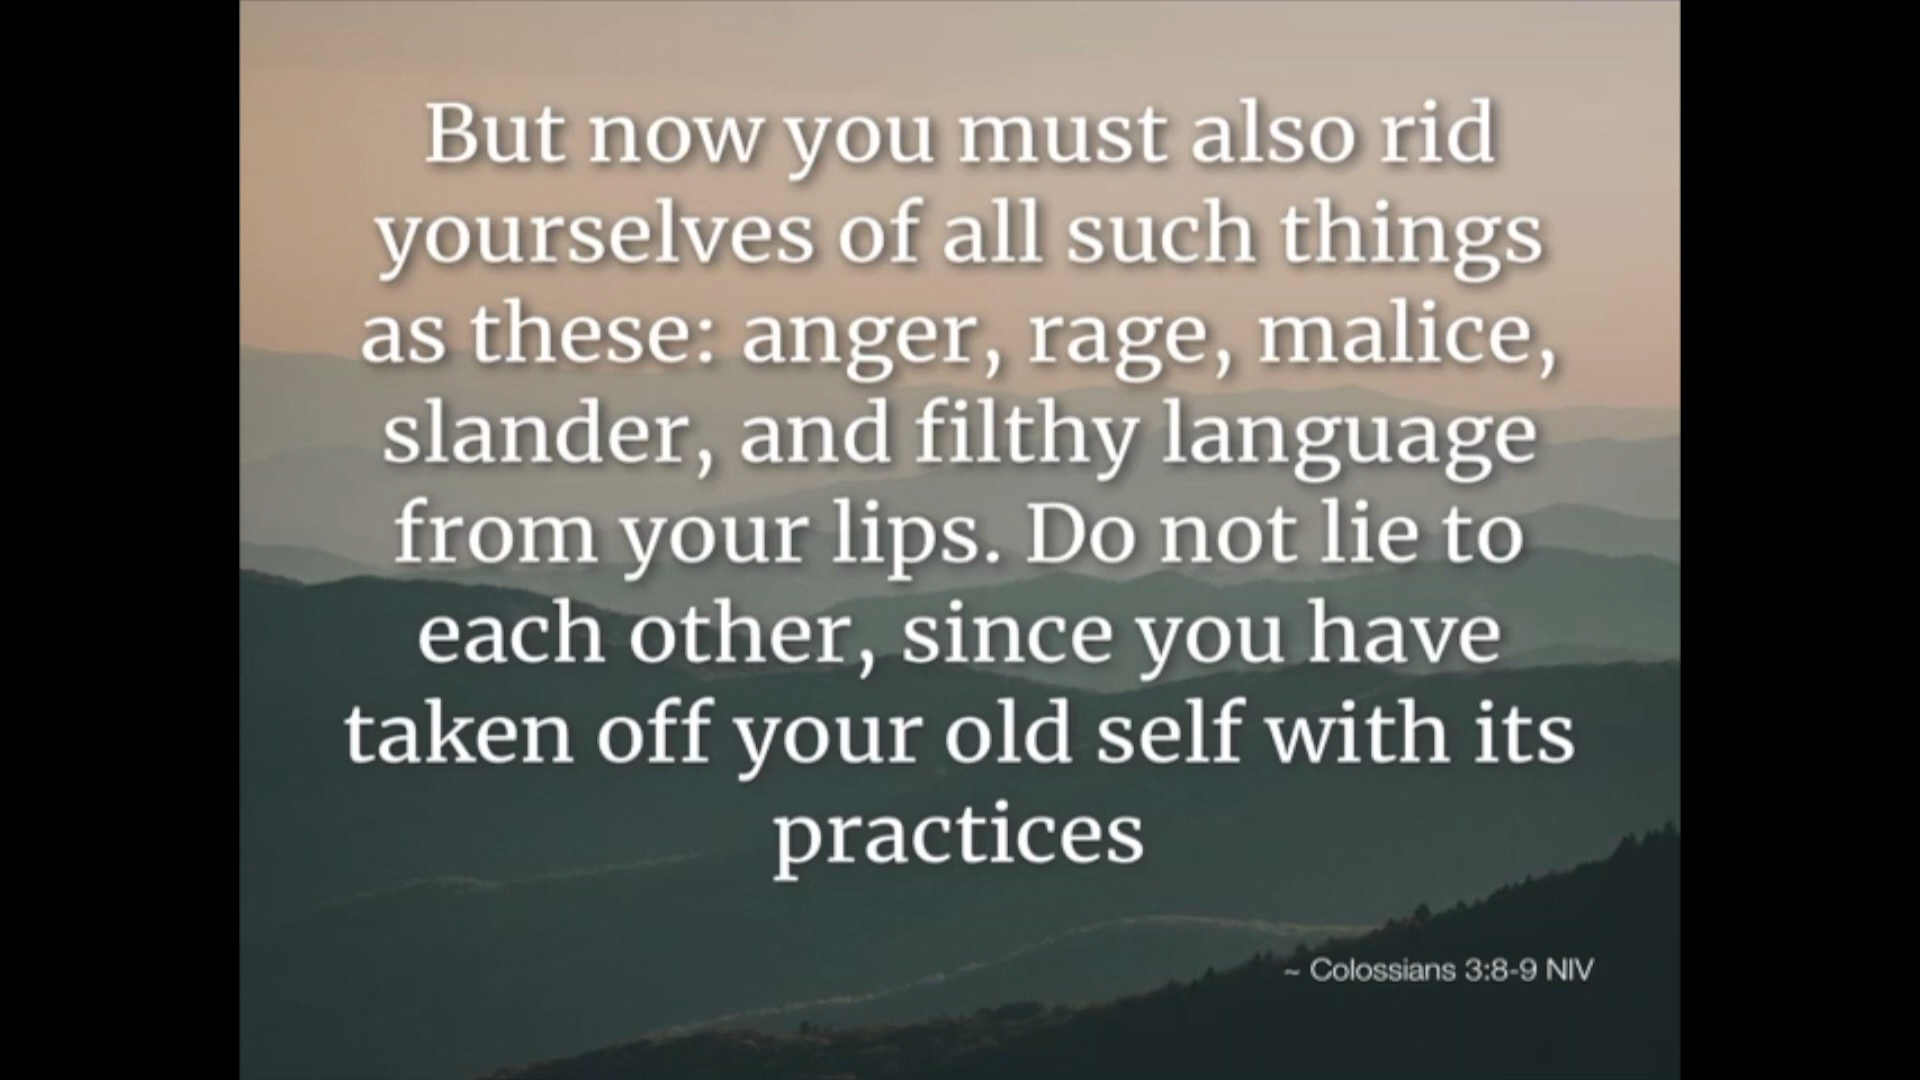 But now you must also rid
yourselves of all such things
as these: anger, rage, malice,
slander, and filthy language
from your lips. Do not lie to
each other, since you have
taken off your old self with its
practices
~ Colossians 3:8-9 NIV